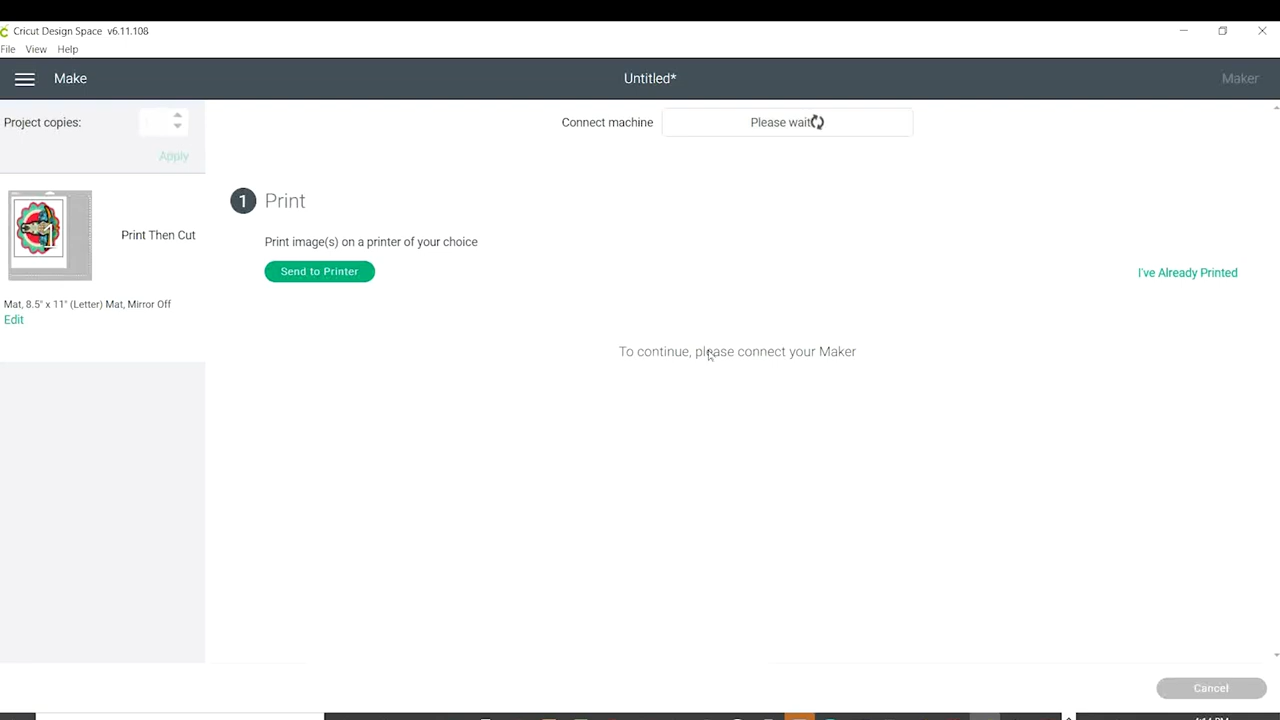 Cricut Design Space v6.11.108
File View Help
Make
Untitled*
Maker
Project copies:
Apply
Connect machine
Please wait
1
Print
Print image(s) on a printer of your choice
Send to Printer
I've Already Printed
1
Print Then Cut
Mat, 8.5" x 11" (Letter) Mat, Mirror Off
Edit
To continue, please connect your Maker
Cancel